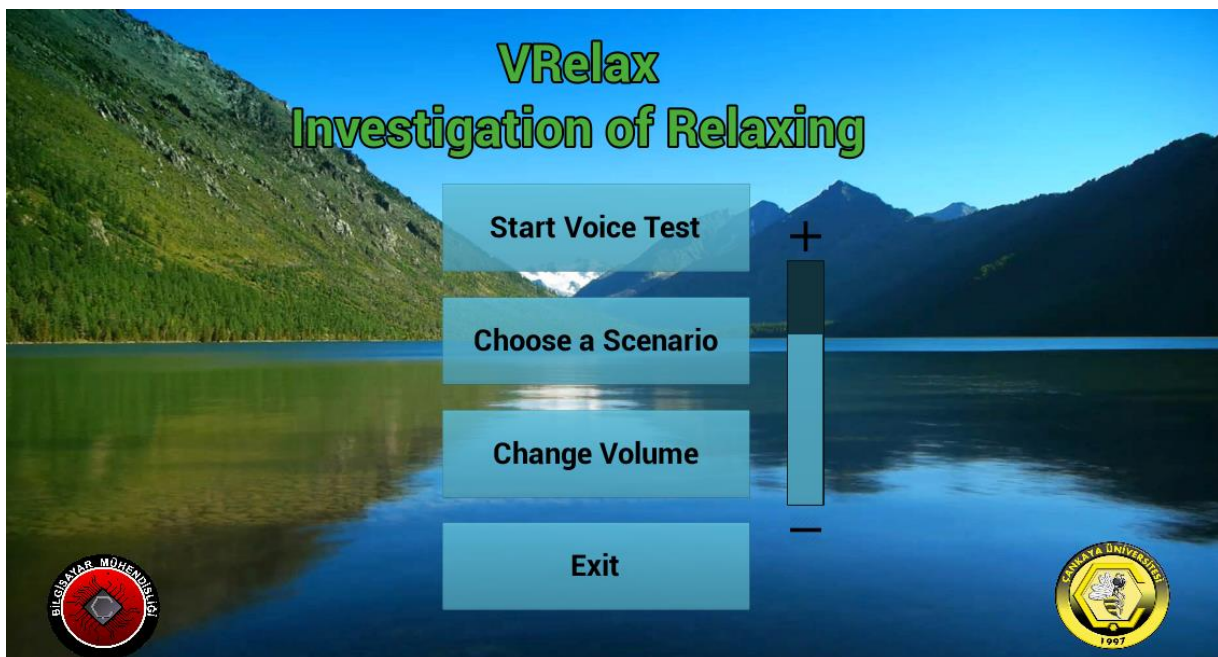 VRelax
Investigation of Relaxing
Start Voice Test
+
Choose a Scenario
Change Volume
−
Exit
BİLGİSAYAR MÜHENDİSLİĞİ
ÇANKAYA ÜNİVERSİTESİ
1997